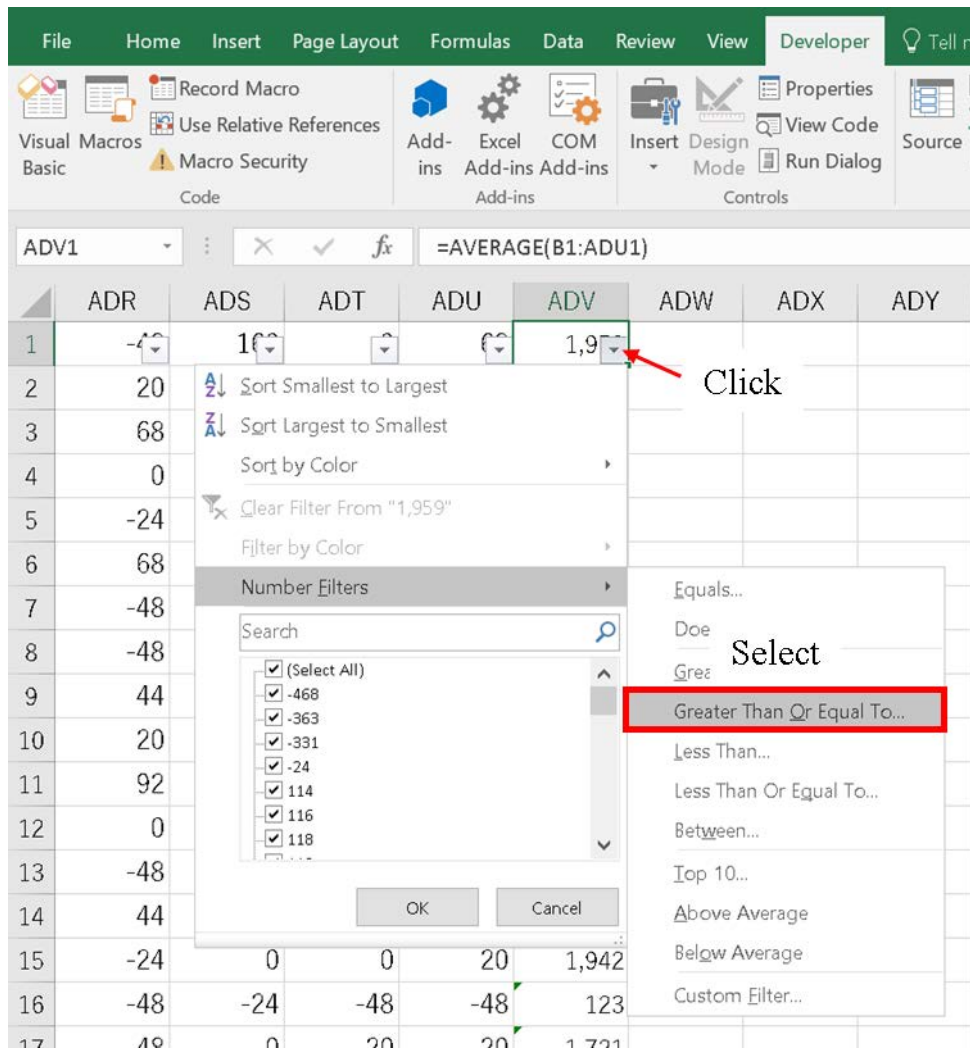 File Home Insert Page Layout Formulas Data Review View Developer Tell
Visual Basic Macros Record Macro
Use Relative References
Macro Security
Add-ins Excel Add-ins COM Add-ins
Insert Design Mode Properties
View Code
Run Dialog
Source
Code Add-ins Controls
ADV1 fx =AVERAGE(B1:ADU1)
ADR ADS ADT ADU ADV ADW ADX ADY
1
Click
2 20
3 68
4 0
5 -24
6 68
7 -48
8 -48
9 44
10 20
11 92
12 0
13 -48
14 44
15 -24 0 0 20 1,942
16 -48 -24 -48 -48 123
17
Sort Smallest to Largest
Sort Largest to Smallest
Sort by Color
Clear Filter From "1,959"
Filter by Color
Number Filters
Search
(Select All)
-468
-363
-331
-24
114
116
118
OK Cancel
Equals...
Select
Greater Than Or Equal To...
Less Than...
Less Than Or Equal To...
Between...
Top 10...
Above Average
Below Average
Custom Filter...